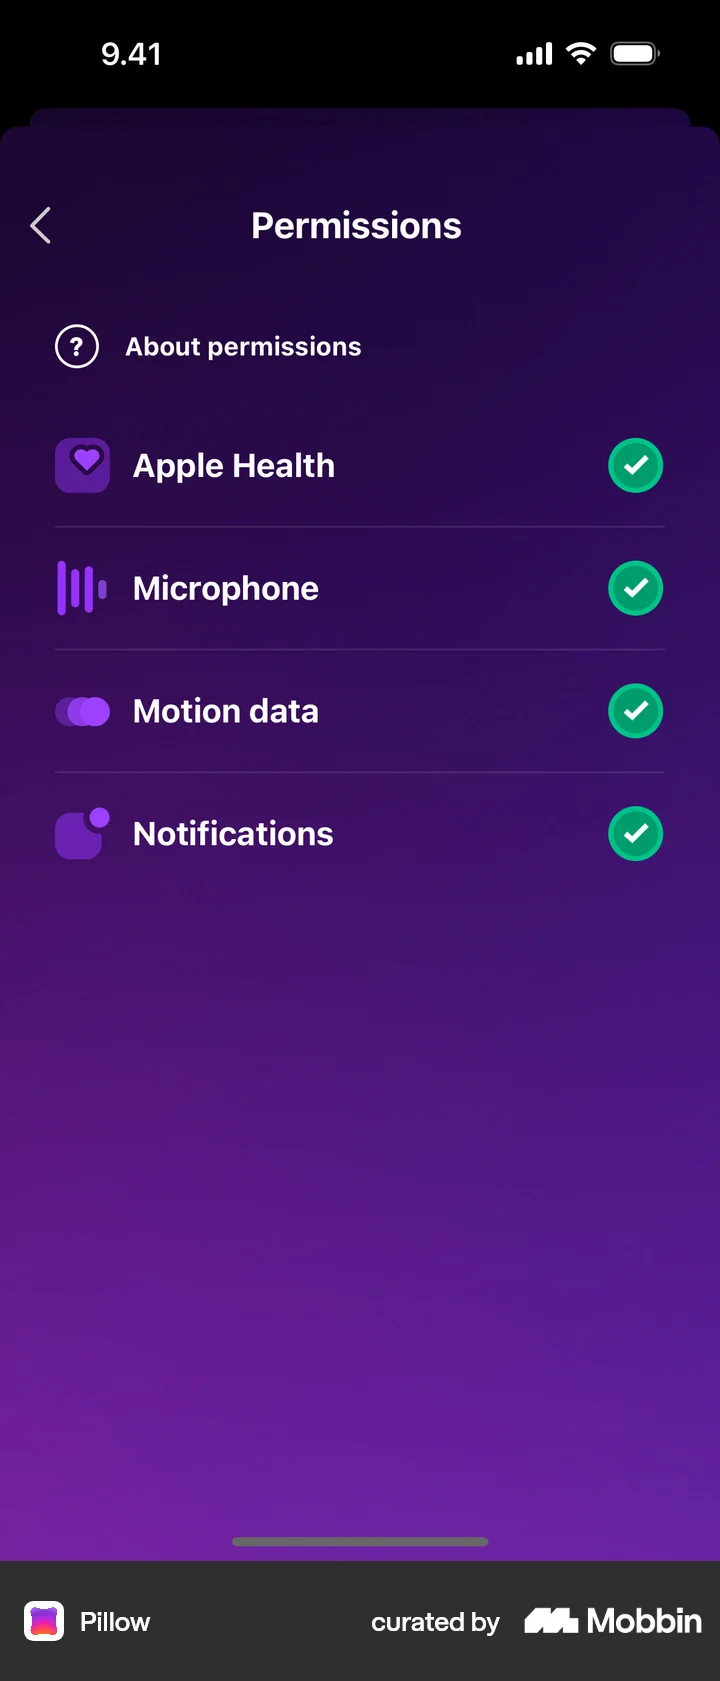 9.41
Permissions
? About permissions
Apple Health
Microphone
Motion data
Notifications
Pillow curated by Mobbin